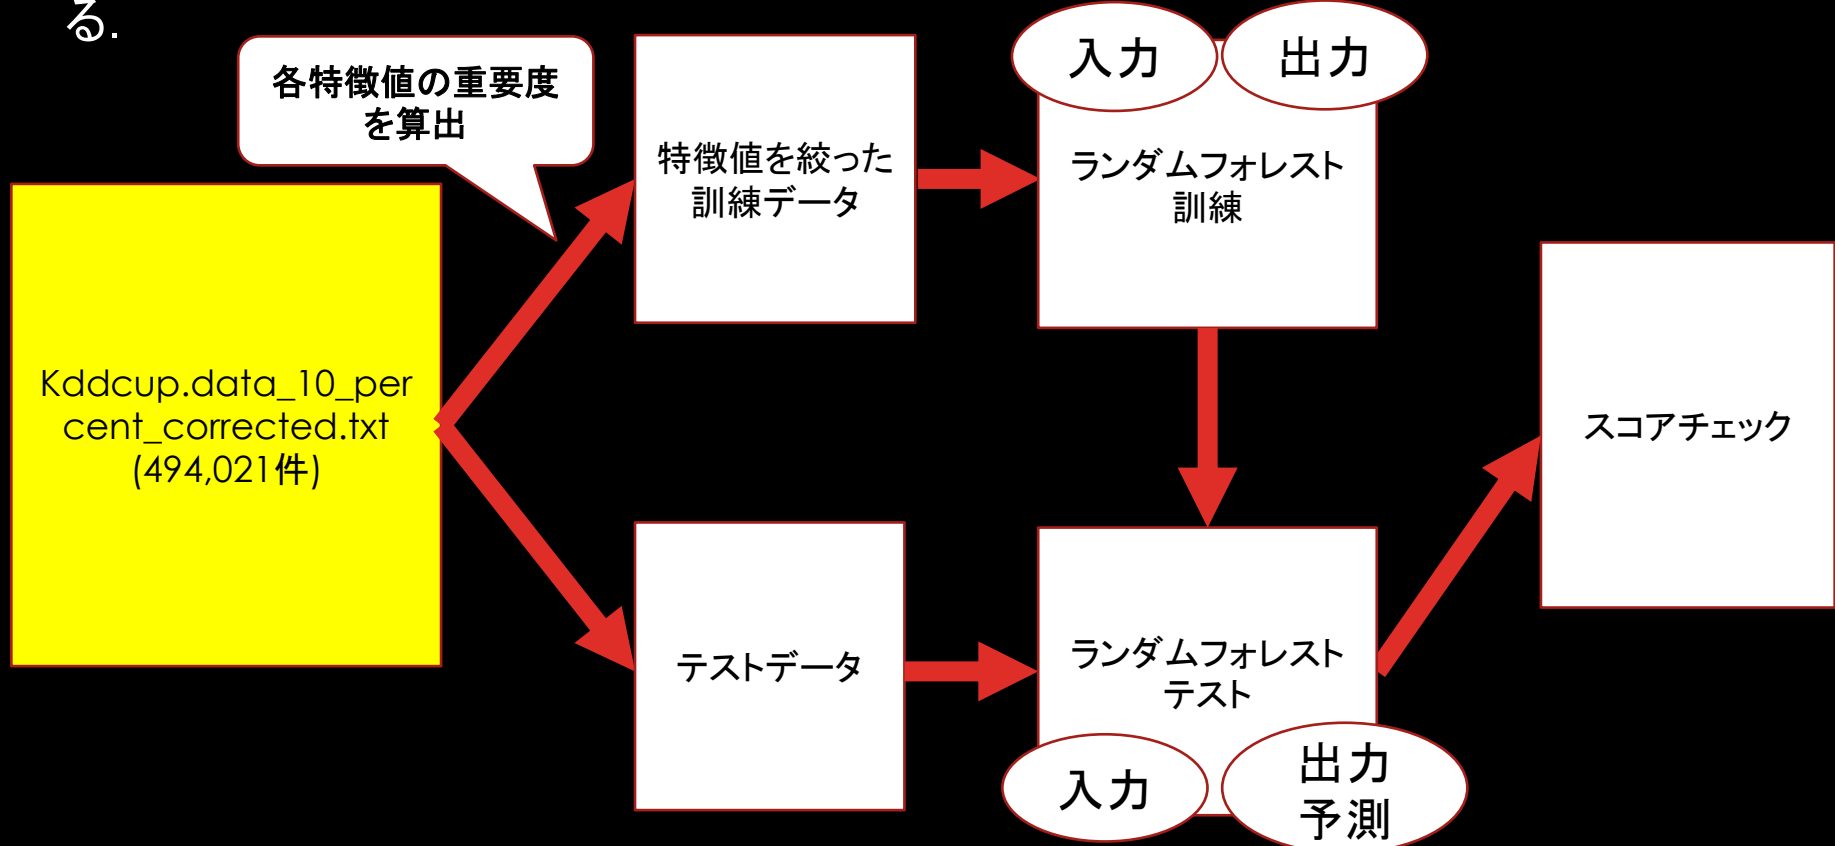 る.
各特徴値の重要度
を算出
入力
出力
特徴値を絞った
訓練データ
ランダムフォレスト
訓練
Kddcup.data_10_per
cent_corrected.txt
(494,021件)
スコアチェック
テストデータ
ランダムフォレスト
テスト
入力
出力
予測